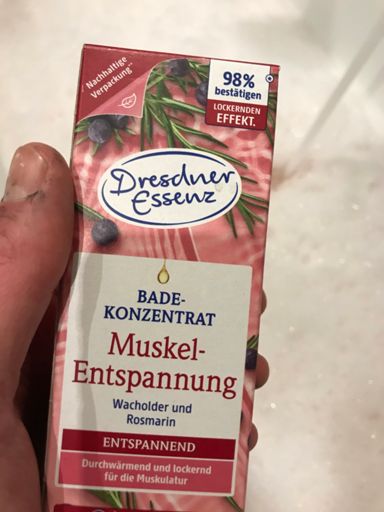 Nachhaltige
Verpackung**
98%
bestätigen
LOCKERNDEN
EFFEKT.
Dresdner
Essenz
BADE-
KONZENTRAT
Muskel-
Entspannung
Wacholder und
Rosmarin
ENTSPANNEND
Durchwärmend und lockernd
für die Muskulatur